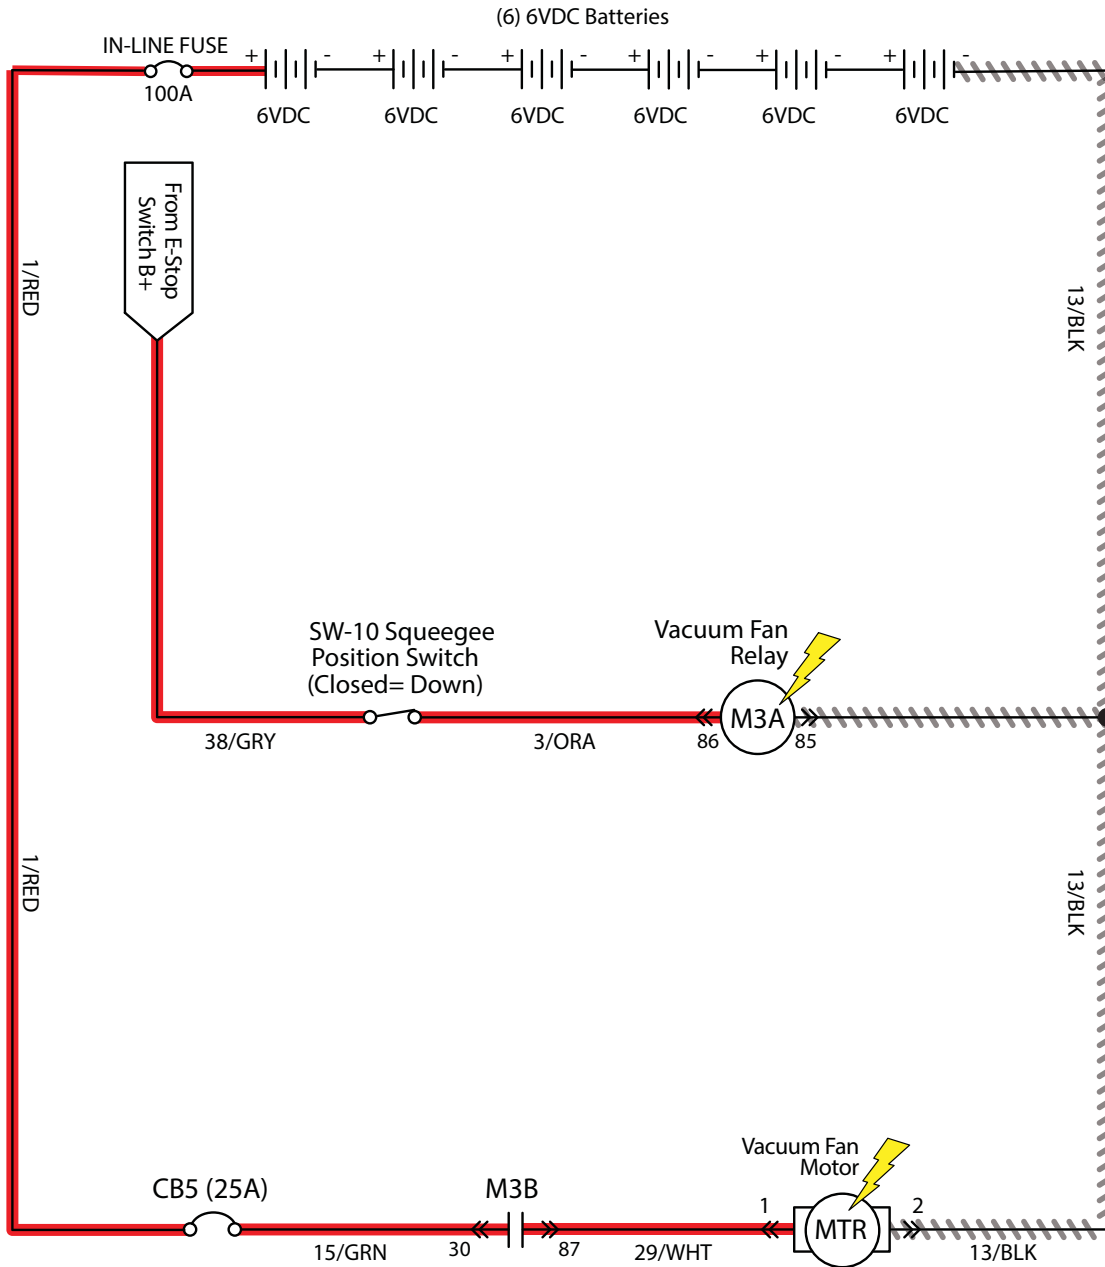 (6) 6VDC Batteries
IN-LINE FUSE
+ - + - + - + - + - + -
100A
6VDC 6VDC 6VDC 6VDC 6VDC 6VDC
From E-Stop
Switch B+
1/RED
13/BLK
SW-10 Squeegee
Position Switch
(Closed= Down)
Vacuum Fan
Relay
M3A
38/GRY
3/ORA
86
85
1/RED
13/BLK
Vacuum Fan
Motor
CB5 (25A)
M3B
1
2
MTR
15/GRN
30
87
29/WHT
13/BLK